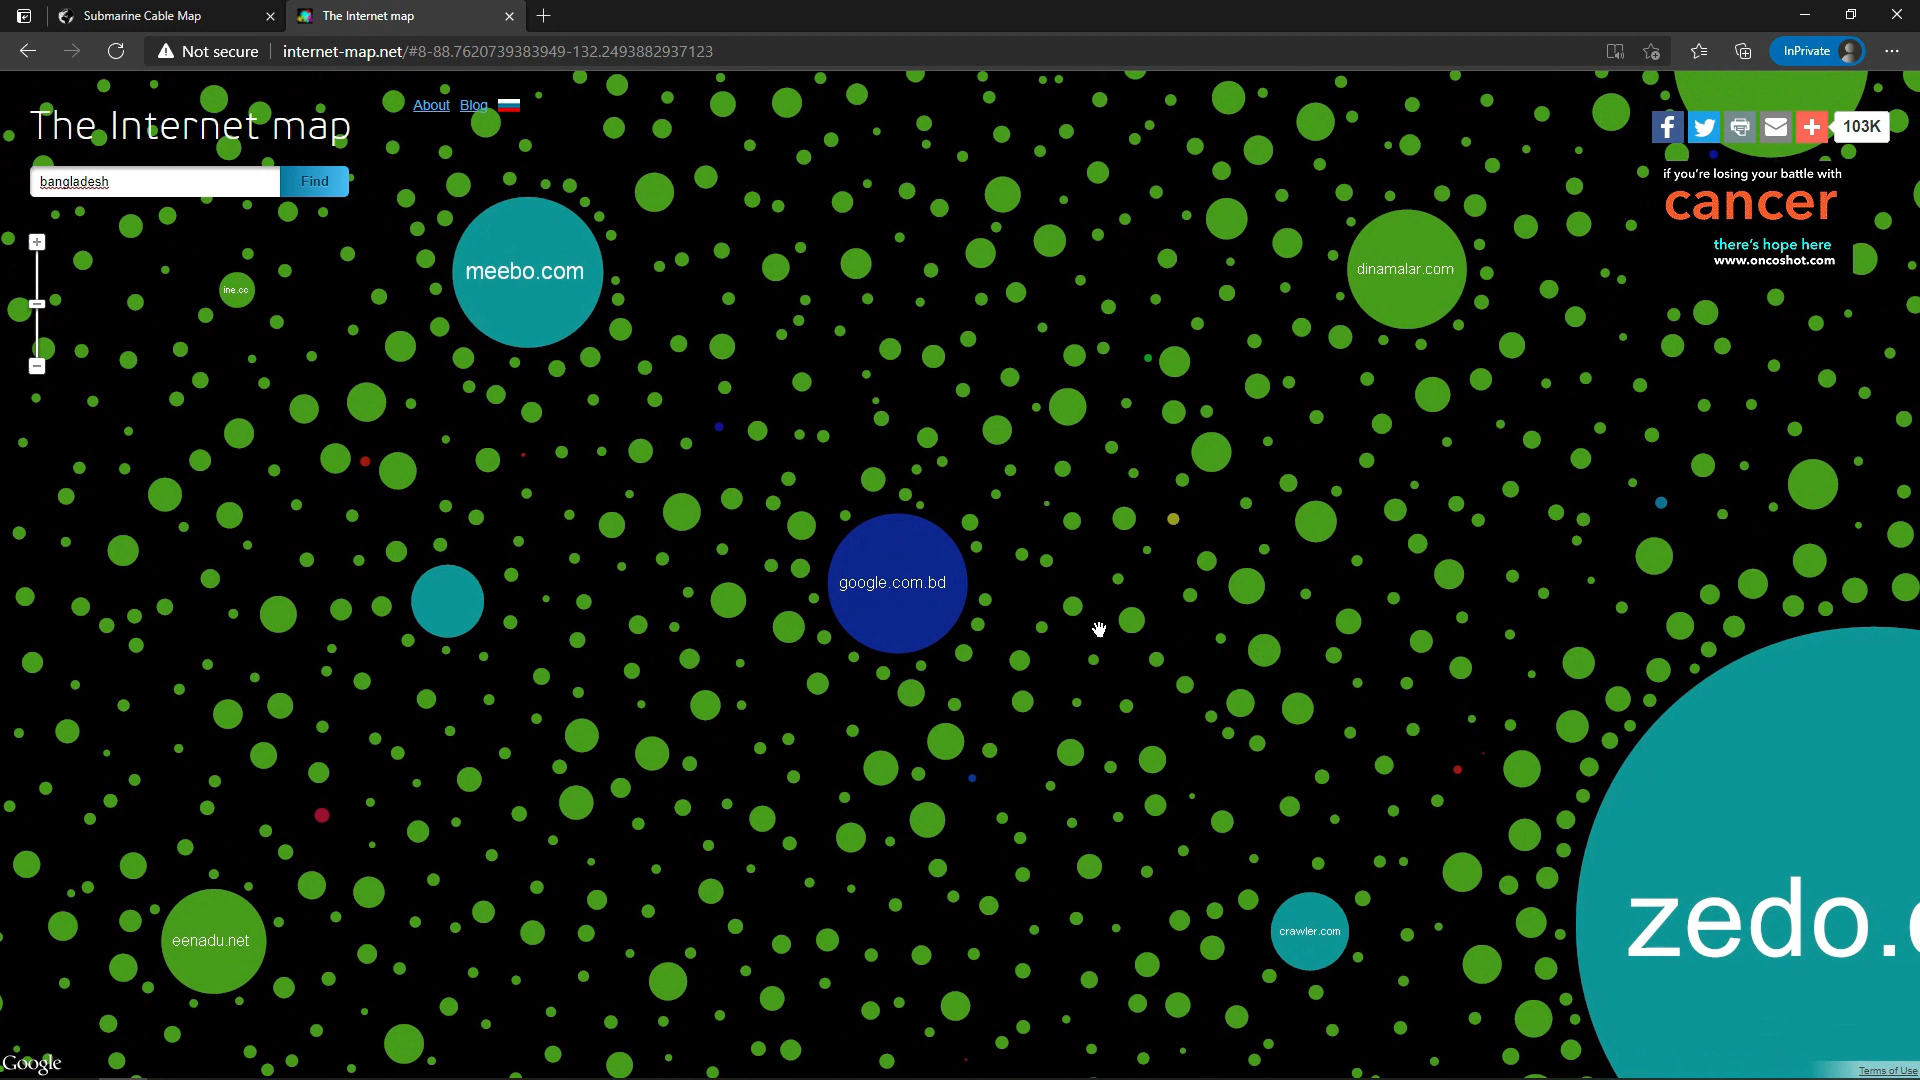 Submarine Cable Map
The Internet map
Not secure
internet-map.net/#8-88.7620739383949-132.2493882937123
InPrivate
The Internet map
About Blog
bangladesh
Find
103K
if you're losing your battle with
cancer
there's hope here
www.oncoshot.com
ine.cc
meebo.com
dinamalar.com
google.com.bd
eenadu.net
crawler.com
zedo.c
Google
Terms of Use